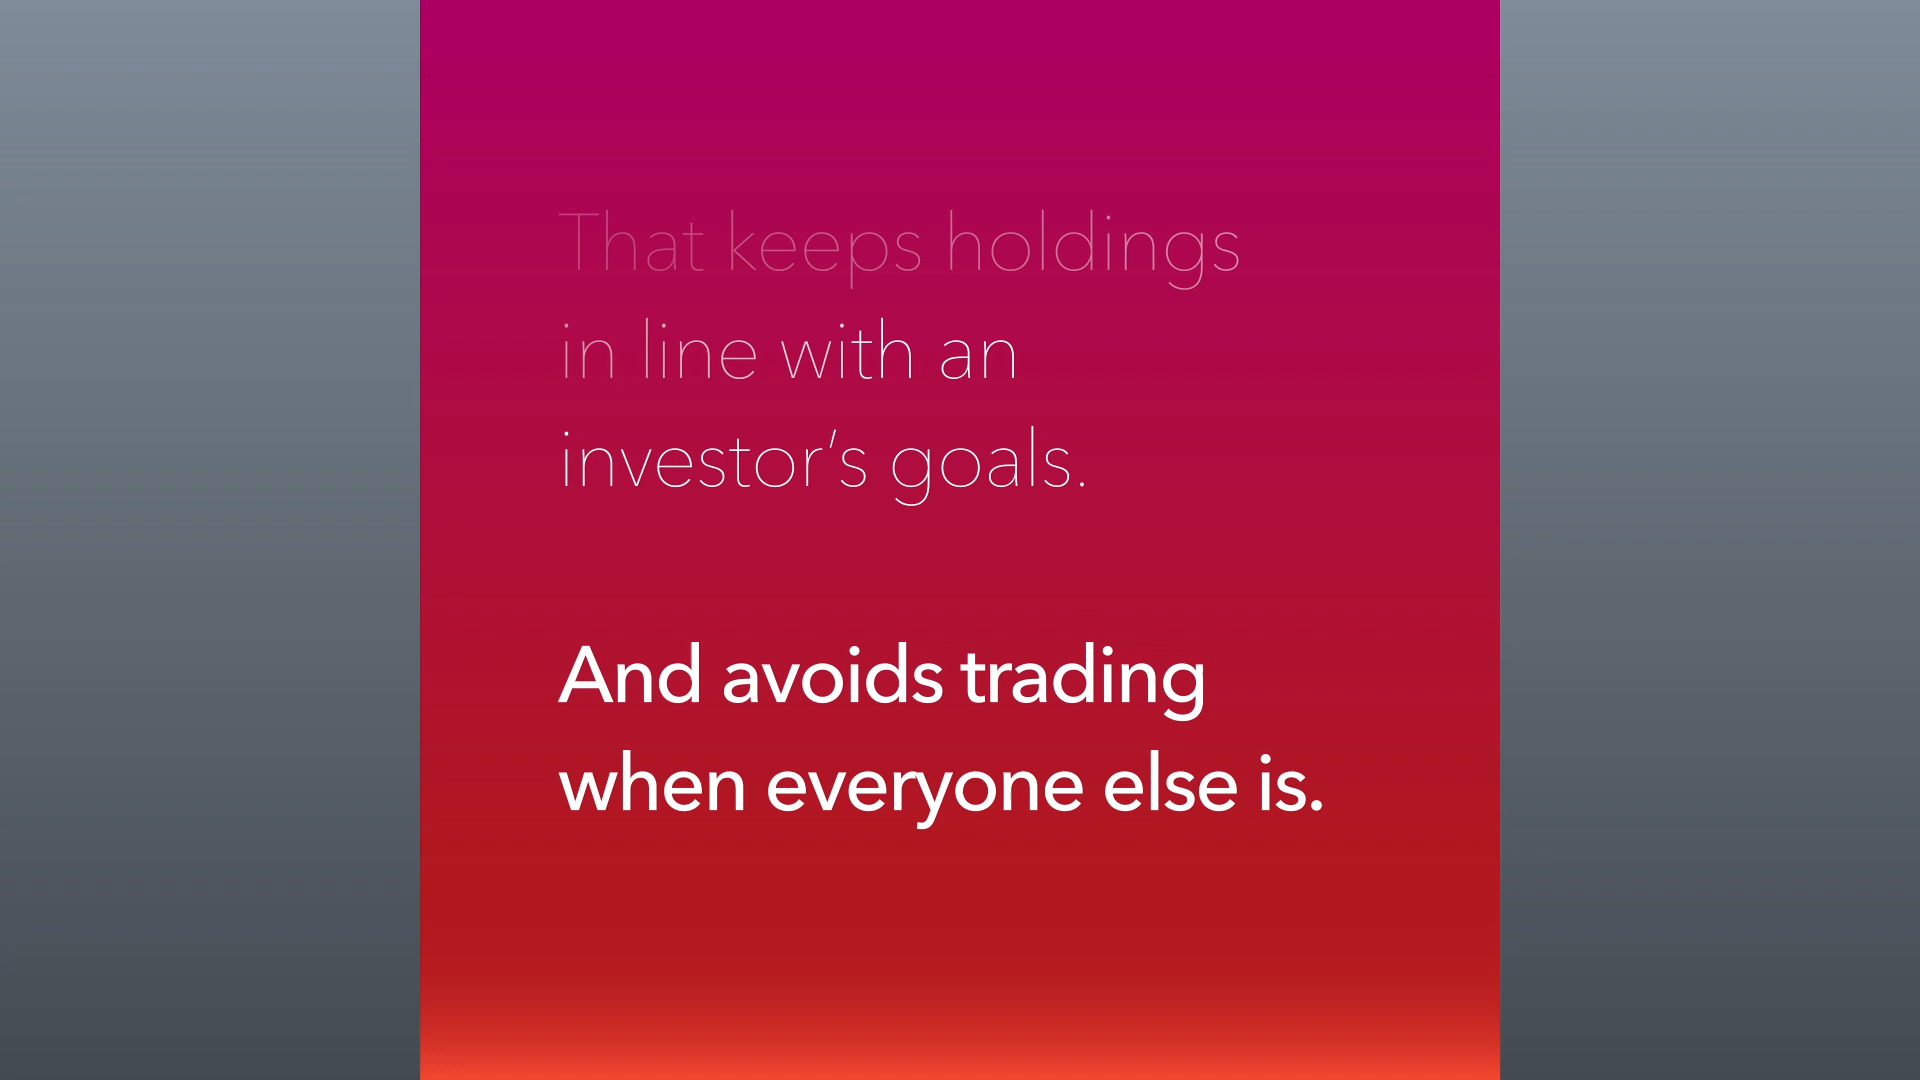 That keeps holdings
in line with an
investor’s goals.
And avoids trading
when everyone else is.